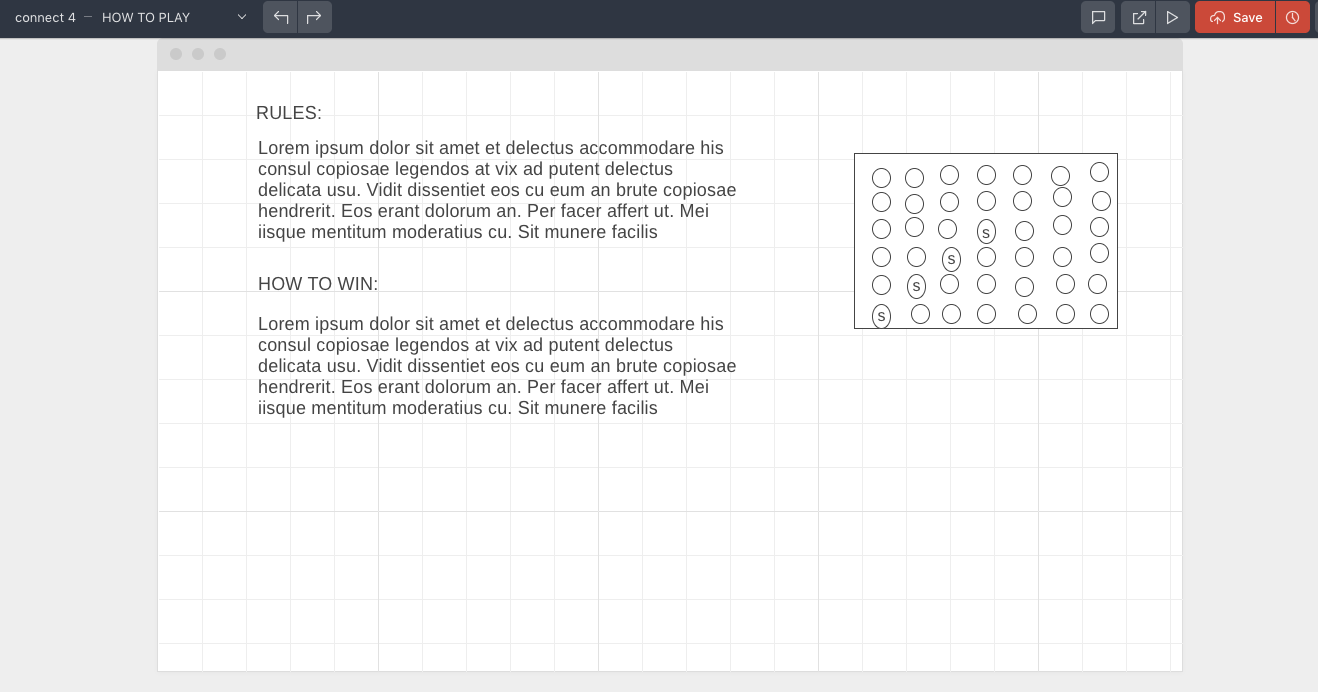 connect 4 — HOW TO PLAY
Save
RULES:
Lorem ipsum dolor sit amet et delectus accommodare his
consul copiosae legendos at vix ad putent delectus
delicata usu. Vidit dissentiet eos cu eum an brute copiosae
hendrerit. Eos erant dolorum an. Per facer affert ut. Mei
iisque mentitum moderatius cu. Sit munere facilis
HOW TO WIN:
Lorem ipsum dolor sit amet et delectus accommodare his
consul copiosae legendos at vix ad putent delectus
delicata usu. Vidit dissentiet eos cu eum an brute copiosae
hendrerit. Eos erant dolorum an. Per facer affert ut. Mei
iisque mentitum moderatius cu. Sit munere facilis
s
s
s
s